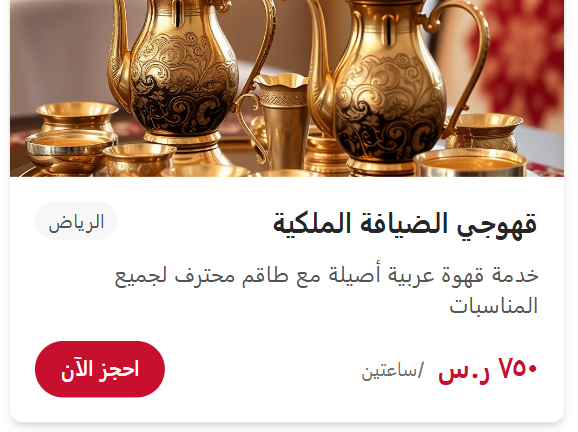 قهوجي الضيافة الملكية
الرياض
خدمة قهوة عربية أصيلة مع طاقم محترف لجميع
المناسبات
٧٥٠ ر.س /ساعتين
احجز الآن